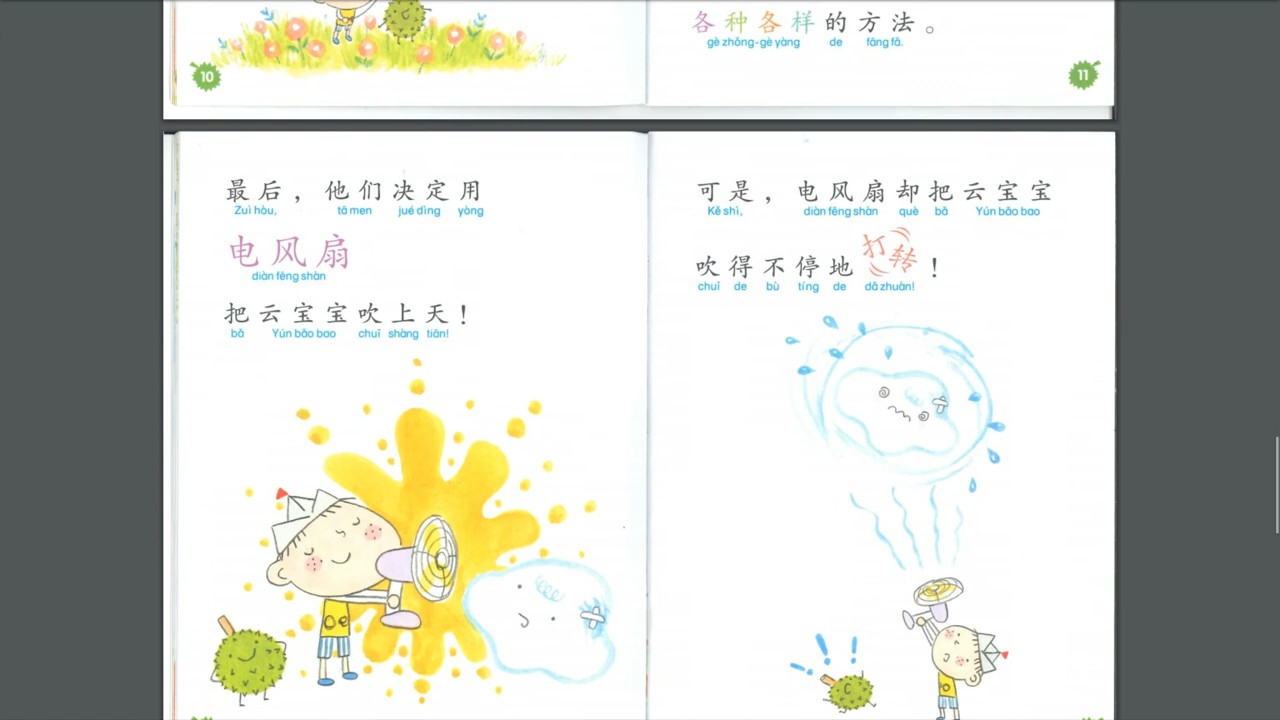 各种各样的方法。
gè zhǒng-gè yàng de fāng fǎ.
10
11
最后，他们决定用
Zuì hòu, tā men jué dìng yòng
电风扇
diàn fēng shàn
把云宝宝吹上天！
bǎ Yún bǎo bao chuī shàng tiān!
可是，电风扇却把云宝宝
Kě shì, diàn fēng shàn què bǎ Yún bǎo bao
吹得不停地打转！
chuī de bù tíng de dǎ zhuàn!